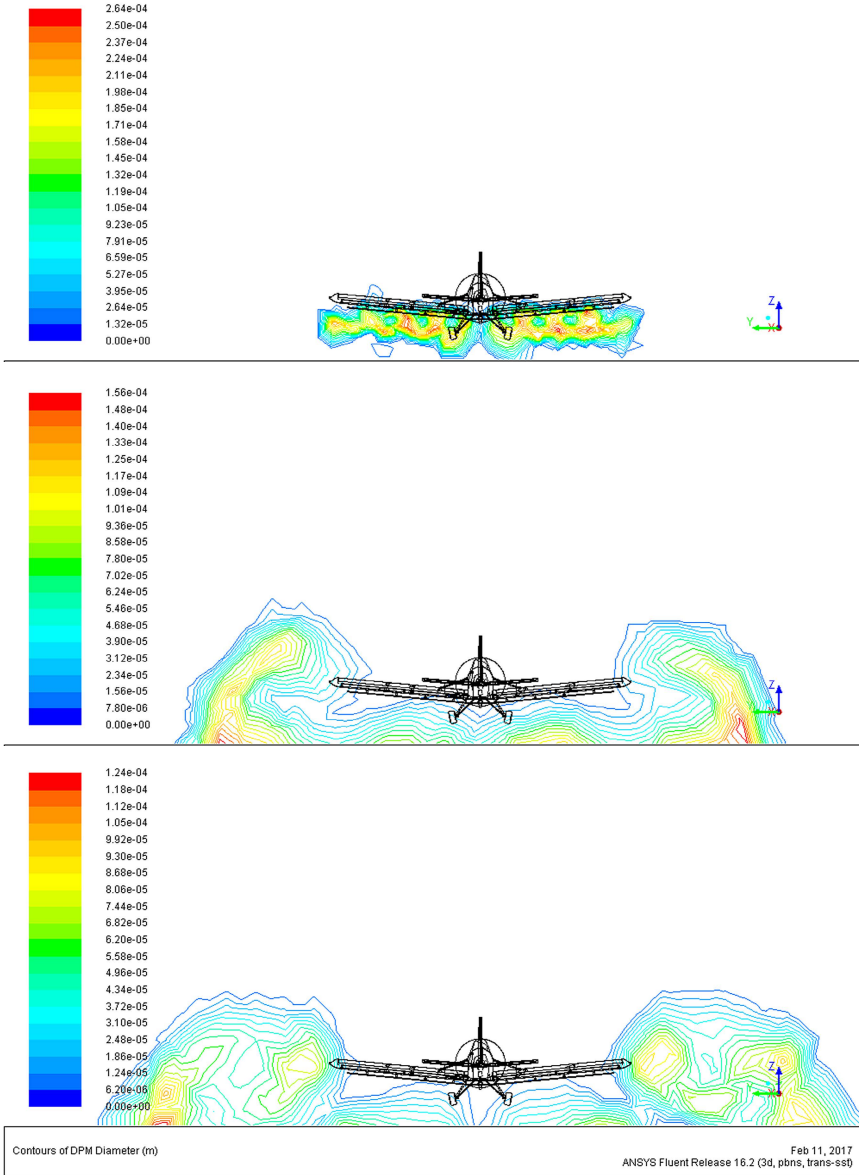 2.64e-04
2.50e-04
2.37e-04
2.24e-04
2.11e-04
1.98e-04
1.85e-04
1.71e-04
1.58e-04
1.45e-04
1.32e-04
1.19e-04
1.05e-04
9.23e-05
7.91e-05
6.59e-05
5.27e-05
3.95e-05
2.64e-05
1.32e-05
0.00e+00
Z
Y
X
1.56e-04
1.48e-04
1.40e-04
1.33e-04
1.25e-04
1.17e-04
1.09e-04
1.01e-04
9.36e-05
8.58e-05
7.80e-05
7.02e-05
6.24e-05
5.46e-05
4.68e-05
3.90e-05
3.12e-05
2.34e-05
1.56e-05
7.80e-06
0.00e+00
Z
X
1.24e-04
1.18e-04
1.12e-04
1.05e-04
9.92e-05
9.30e-05
8.68e-05
8.06e-05
7.44e-05
6.82e-05
6.20e-05
5.58e-05
4.96e-05
4.34e-05
3.72e-05
3.10e-05
2.48e-05
1.86e-05
1.24e-05
6.20e-06
0.00e+00
Z
X
Contours of DPM Diameter (m)
Feb 11, 2017
ANSYS Fluent Release 16.2 (3d, pbns, trans-sst)